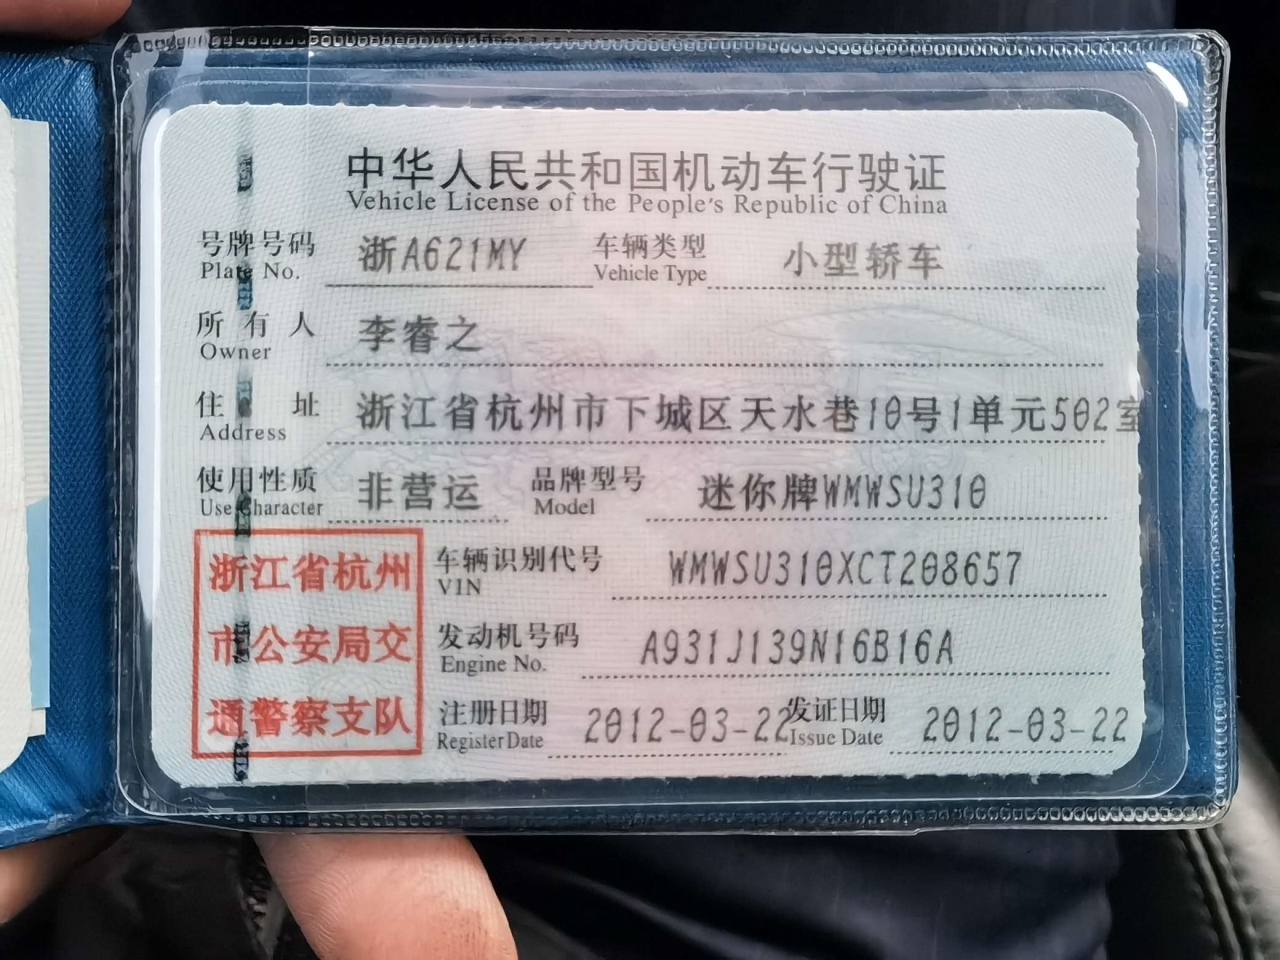 中华人民共和国机动车行驶证
Vehicle License of the People's Republic of China
号牌号码 浙A621MY 车辆类型 小型轿车
Plate No. Vehicle Type
所有人 李睿之
Owner
住址 浙江省杭州市下城区天水巷10号1单元502室
Address
使用性质 非营运 品牌型号 迷你牌WMWSU310
Use Character Model
浙江省杭州
市公安局交
通警察支队
车辆识别代号 WMWSU310XCT208657
VIN
发动机号码 A931J139N16B16A
Engine No.
注册日期 2012-03-22 发证日期 2012-03-22
Register Date Issue Date